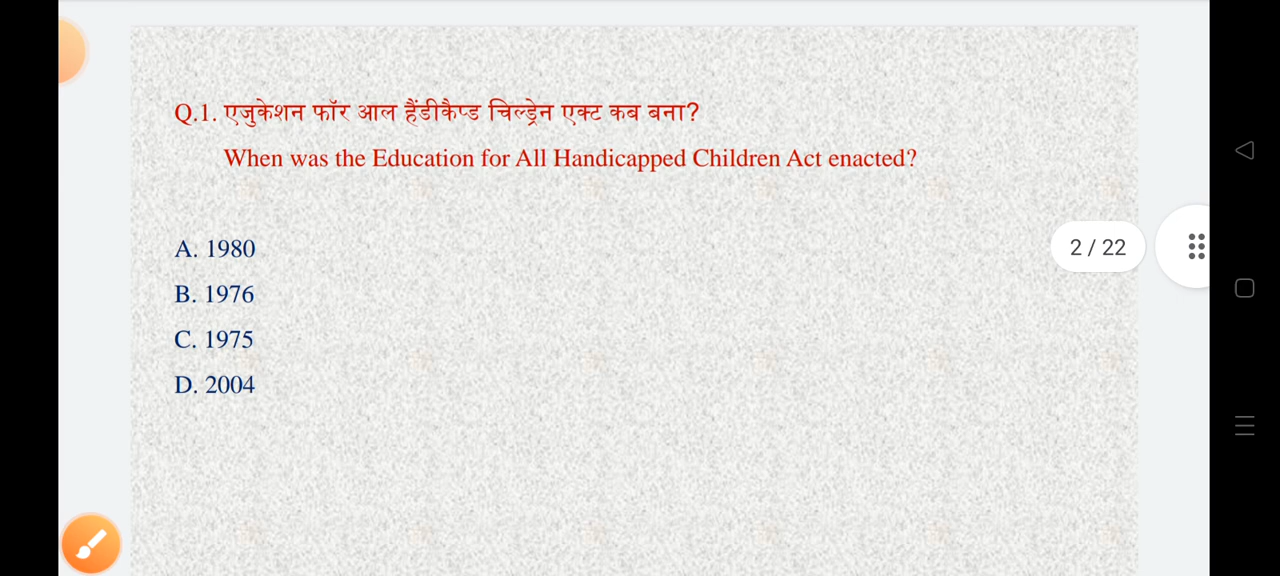 Q.1. एजुकेशन फॉर आल हैंडीकैप्ड चिल्ड्रेन एक्ट कब बना?
When was the Education for All Handicapped Children Act enacted?
A. 1980
2 / 22
B. 1976
C. 1975
D. 2004